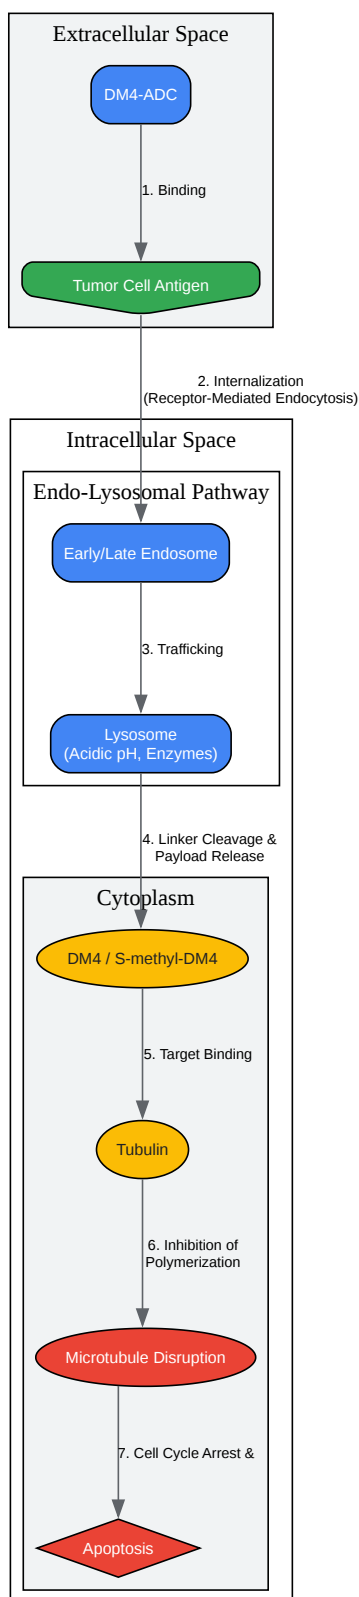 Extracellular Space
DM4-ADC
1. Binding
Tumor Cell Antigen
2. Internalization
(Receptor-Mediated Endocytosis)
Intracellular Space
Endo-Lysosomal Pathway
Early/Late Endosome
3. Trafficking
Lysosome
(Acidic pH, Enzymes)
4. Linker Cleavage &
Payload Release
Cytoplasm
DM4 / S-methyl-DM4
5. Target Binding
Tubulin
6. Inhibition of
Polymerization
Microtubule Disruption
7. Cell Cycle Arrest &
Apoptosis